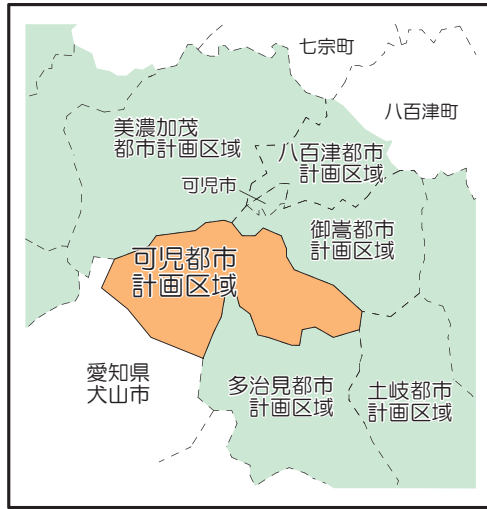 七宗町
八百津町
美濃加茂
都市計画区域
八百津都市
計画区域
可児市
御嵩都市
計画区域
可児都市
計画区域
愛知県
犬山市
多治見都市
計画区域
土岐都市
計画区域